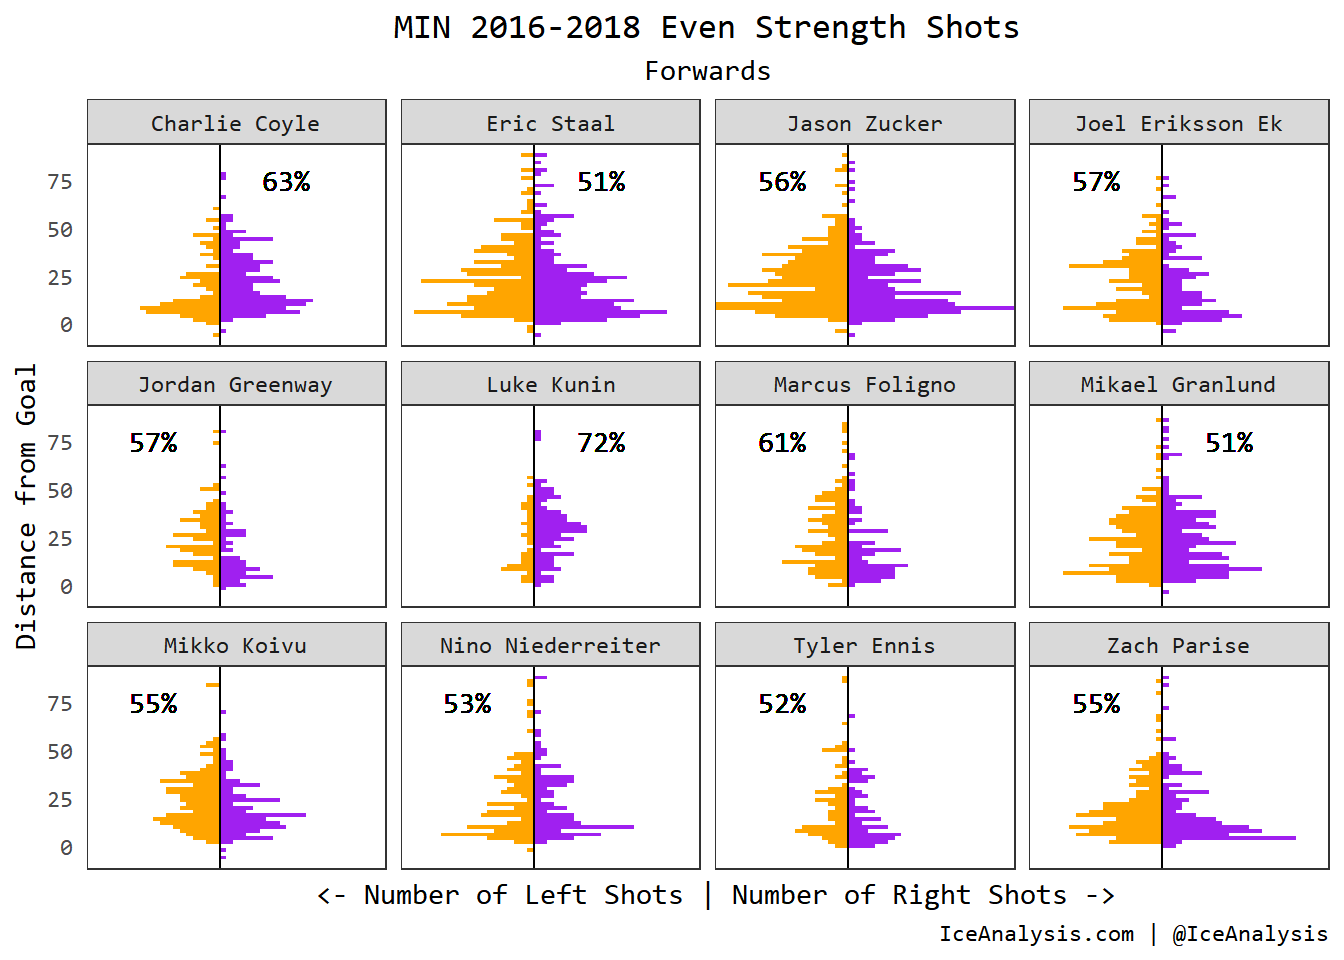 MIN 2016-2018 Even Strength Shots
Forwards
Charlie Coyle Eric Staal Jason Zucker Joel Eriksson Ek
75 63% 51% 56% 57%
50
25
0
Jordan Greenway Luke Kunin Marcus Foligno Mikael Granlund
75 57% 72% 61% 51%
50
25
0
Distance from Goal
Mikko Koivu Nino Niederreiter Tyler Ennis Zach Parise
75 55% 53% 52% 55%
50
25
0
<- Number of Left Shots | Number of Right Shots ->
IceAnalysis.com | @IceAnalysis